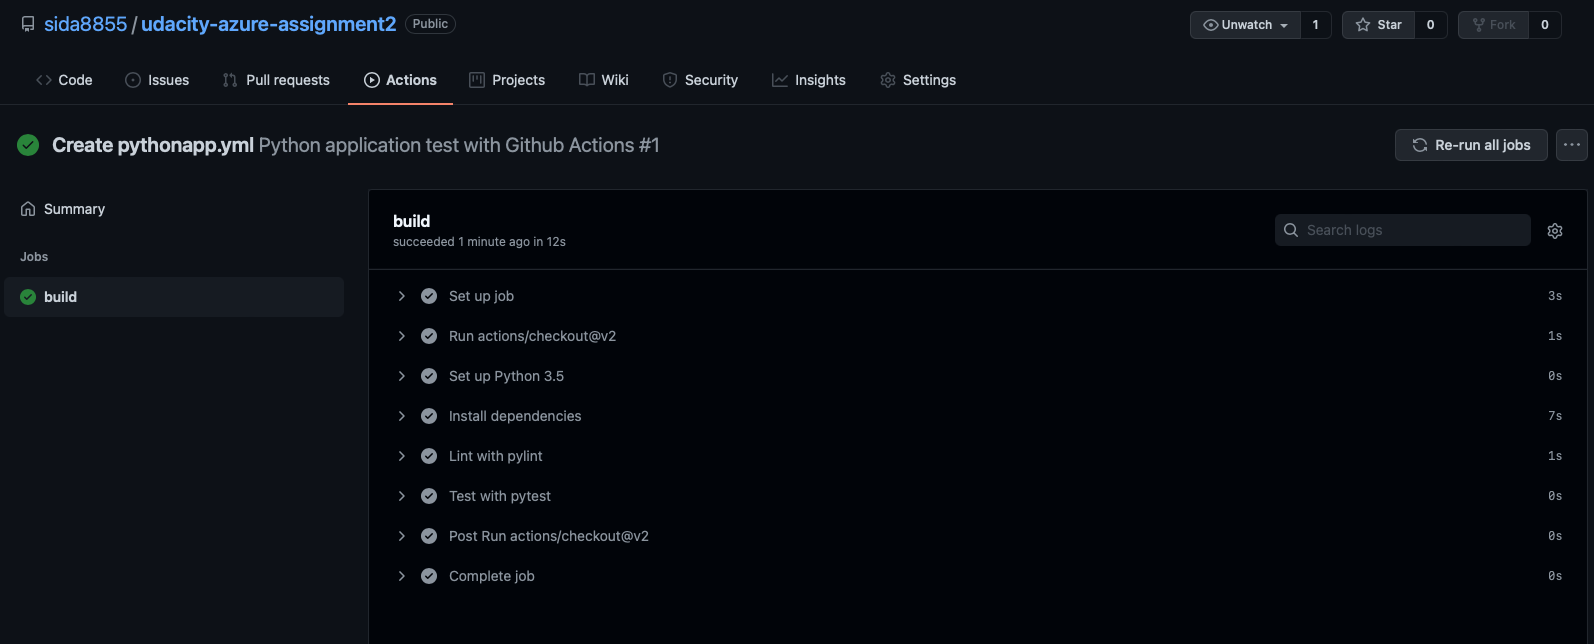 sida8855 / udacity-azure-assignment2 Public
Unwatch 1 Star 0 Fork 0
Code Issues Pull requests Actions Projects Wiki Security Insights Settings
Create pythonapp.yml Python application test with Github Actions #1
Re-run all jobs ...
Summary
Jobs
build
build
succeeded 1 minute ago in 12s
Search logs
Set up job 3s
Run actions/checkout@v2 1s
Set up Python 3.5 0s
Install dependencies 7s
Lint with pylint 1s
Test with pytest 0s
Post Run actions/checkout@v2 0s
Complete job 0s